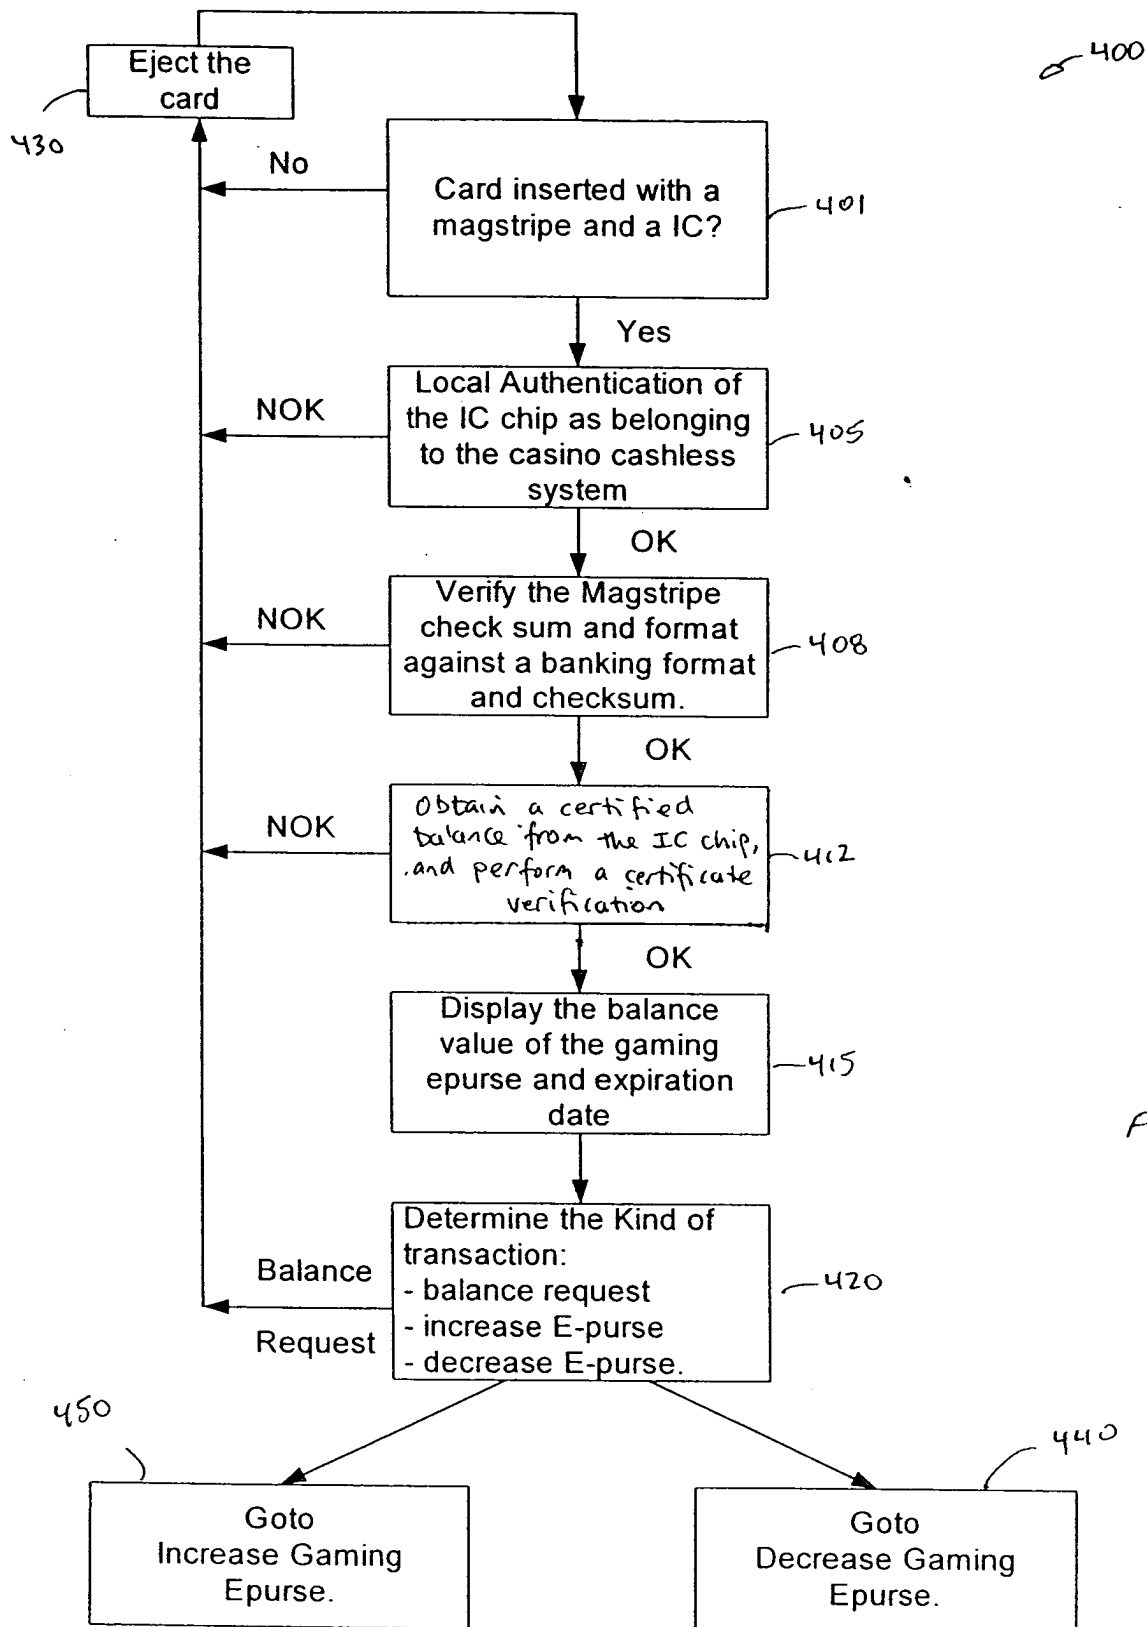 Eject the
card
400
430
No
Card inserted with a
magstripe and a IC?
401
Yes
NOK
Local Authentication of
the IC chip as belonging
to the casino cashless
system
405
OK
NOK
Verify the Magstripe
check sum and format
against a banking format
and checksum.
408
OK
NOK
Obtain a certified
balance from the IC chip,
and perform a certificate
verification
412
OK
Display the balance
value of the gaming
epurse and expiration
date
415
F
Balance
Request
Determine the Kind of
transaction:
- balance request
- increase E-purse
- decrease E-purse.
420
450
440
Goto
Increase Gaming
Epurse.
Goto
Decrease Gaming
Epurse.